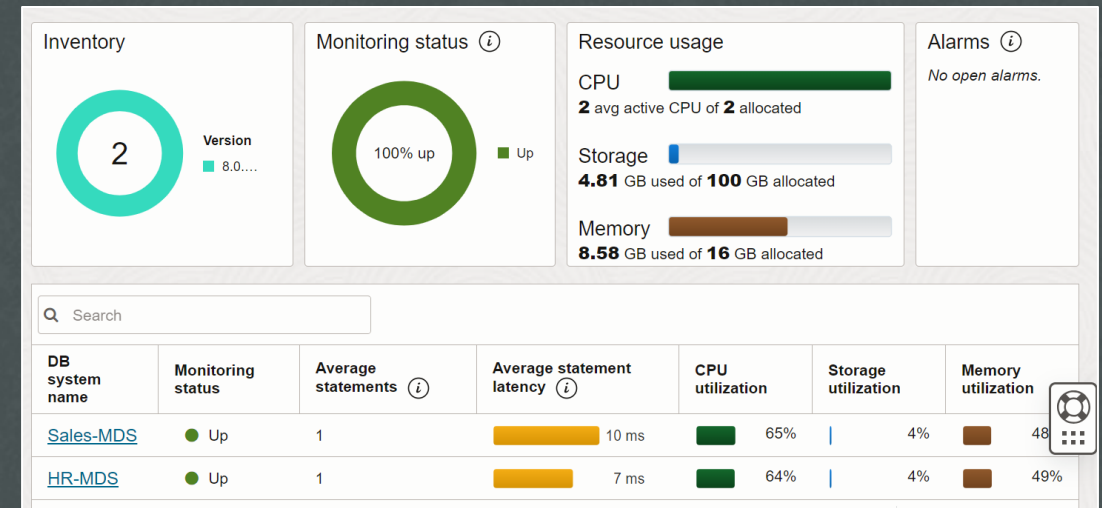 Inventory
2
Version
8.0....
Monitoring status
100% up
Up
Resource usage
CPU
2 avg active CPU of 2 allocated
Storage
4.81 GB used of 100 GB allocated
Memory
8.58 GB used of 16 GB allocated
Alarms
No open alarms.
Search
DB system name
Monitoring status
Average statements
Average statement latency
CPU utilization
Storage utilization
Memory utilization
Sales-MDS Up 1 10 ms 65% 4% 48
HR-MDS Up 1 7 ms 64% 4% 49%